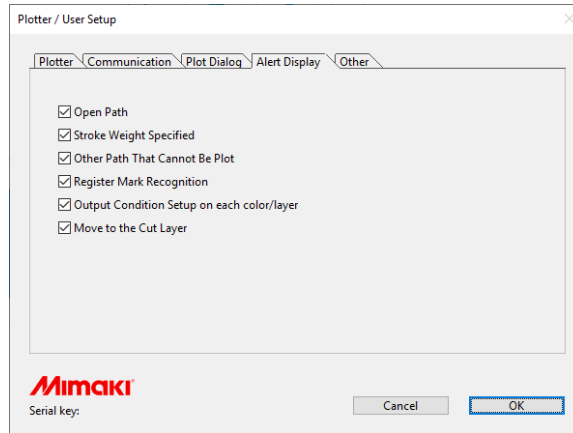 Plotter / User Setup
Plotter Communication Plot Dialog Alert Display Other
Open Path
Stroke Weight Specified
Other Path That Cannot Be Plot
Register Mark Recognition
Output Condition Setup on each color/layer
Move to the Cut Layer
Mimaki
Serial key:
Cancel OK